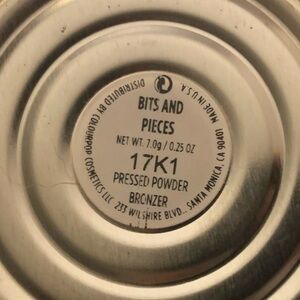 BITS AND
PIECES
NET WT. 7.0g / 0.25 OZ
17K1
PRESSED POWDER
BRONZER
DISTRIBUTED BY COLOURPOP COSMETICS LLC 233 WILSHIRE BLVD., SANTA MONICA, CA 90401 MADE IN U.S.A